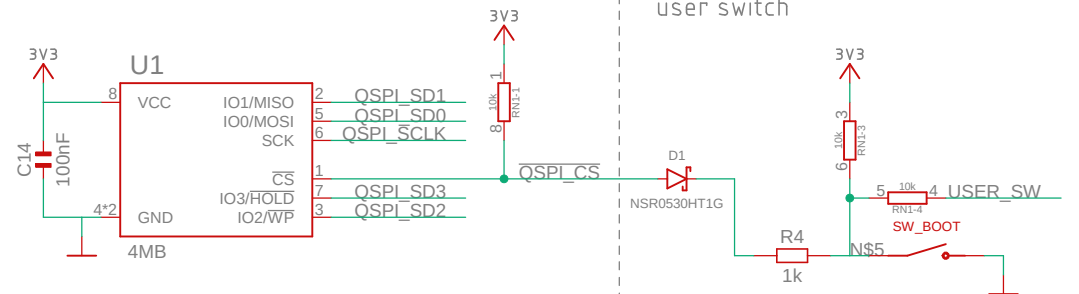 user switch
3V3
3V3
3V3
U1
1
10k
RN1-1
8
8
VCC
IO1/MISO
2
QSPI_SD1
IO0/MOSI
5
QSPI_SD0
SCK
6
QSPI_SCLK
C14
100nF
CS
1
QSPI_CS
IO3/HOLD
7
QSPI_SD3
4*2
GND
IO2/WP
3
QSPI_SD2
4MB
D1
NSR0530HT1G
3
10k
RN1-3
6
5
10k
4
USER_SW
RN1-4
SW_BOOT
R4
1k
N$5